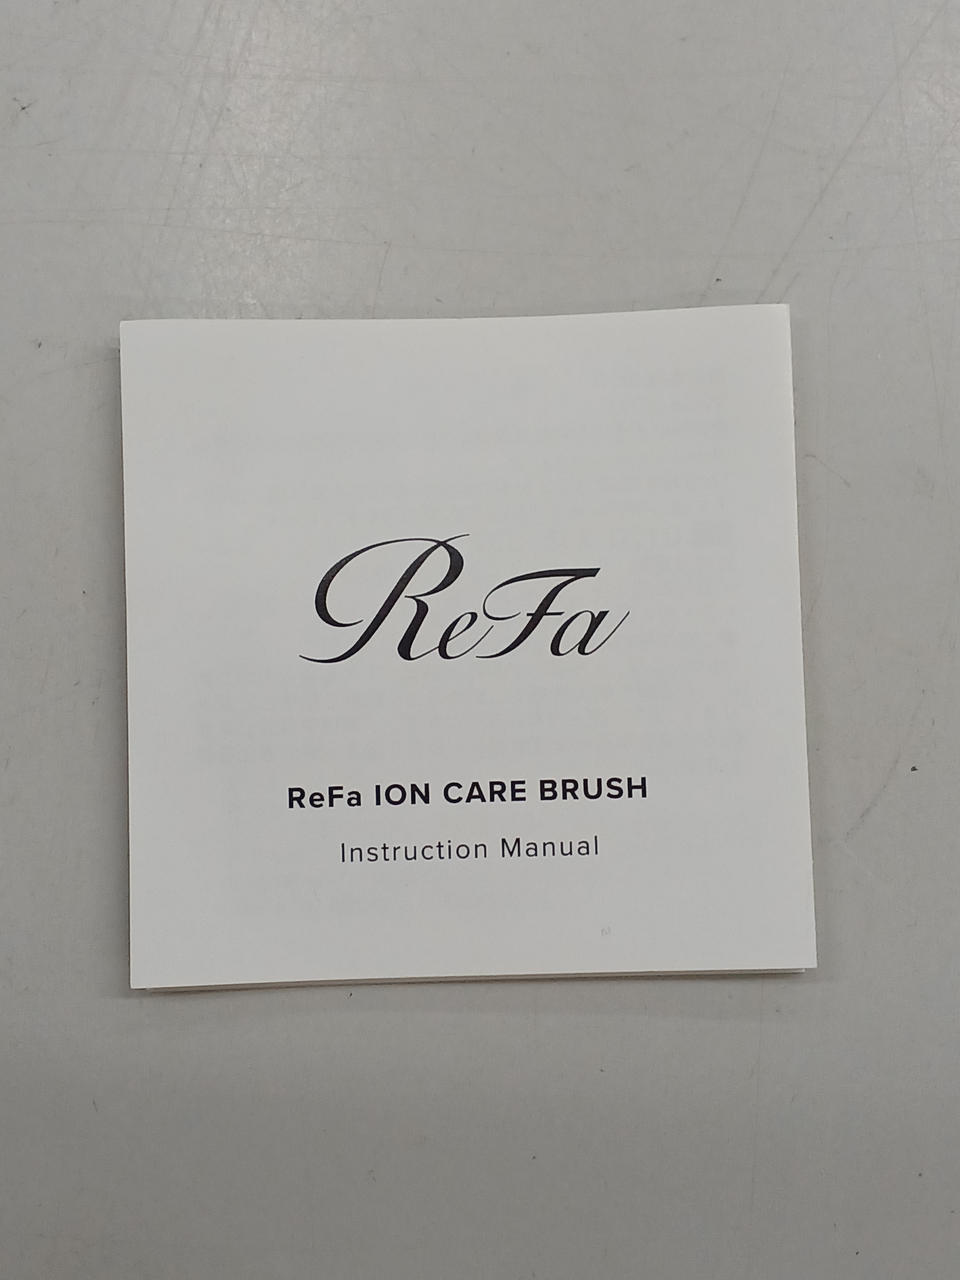 ReFa
ReFa ION CARE BRUSH
Instruction Manual